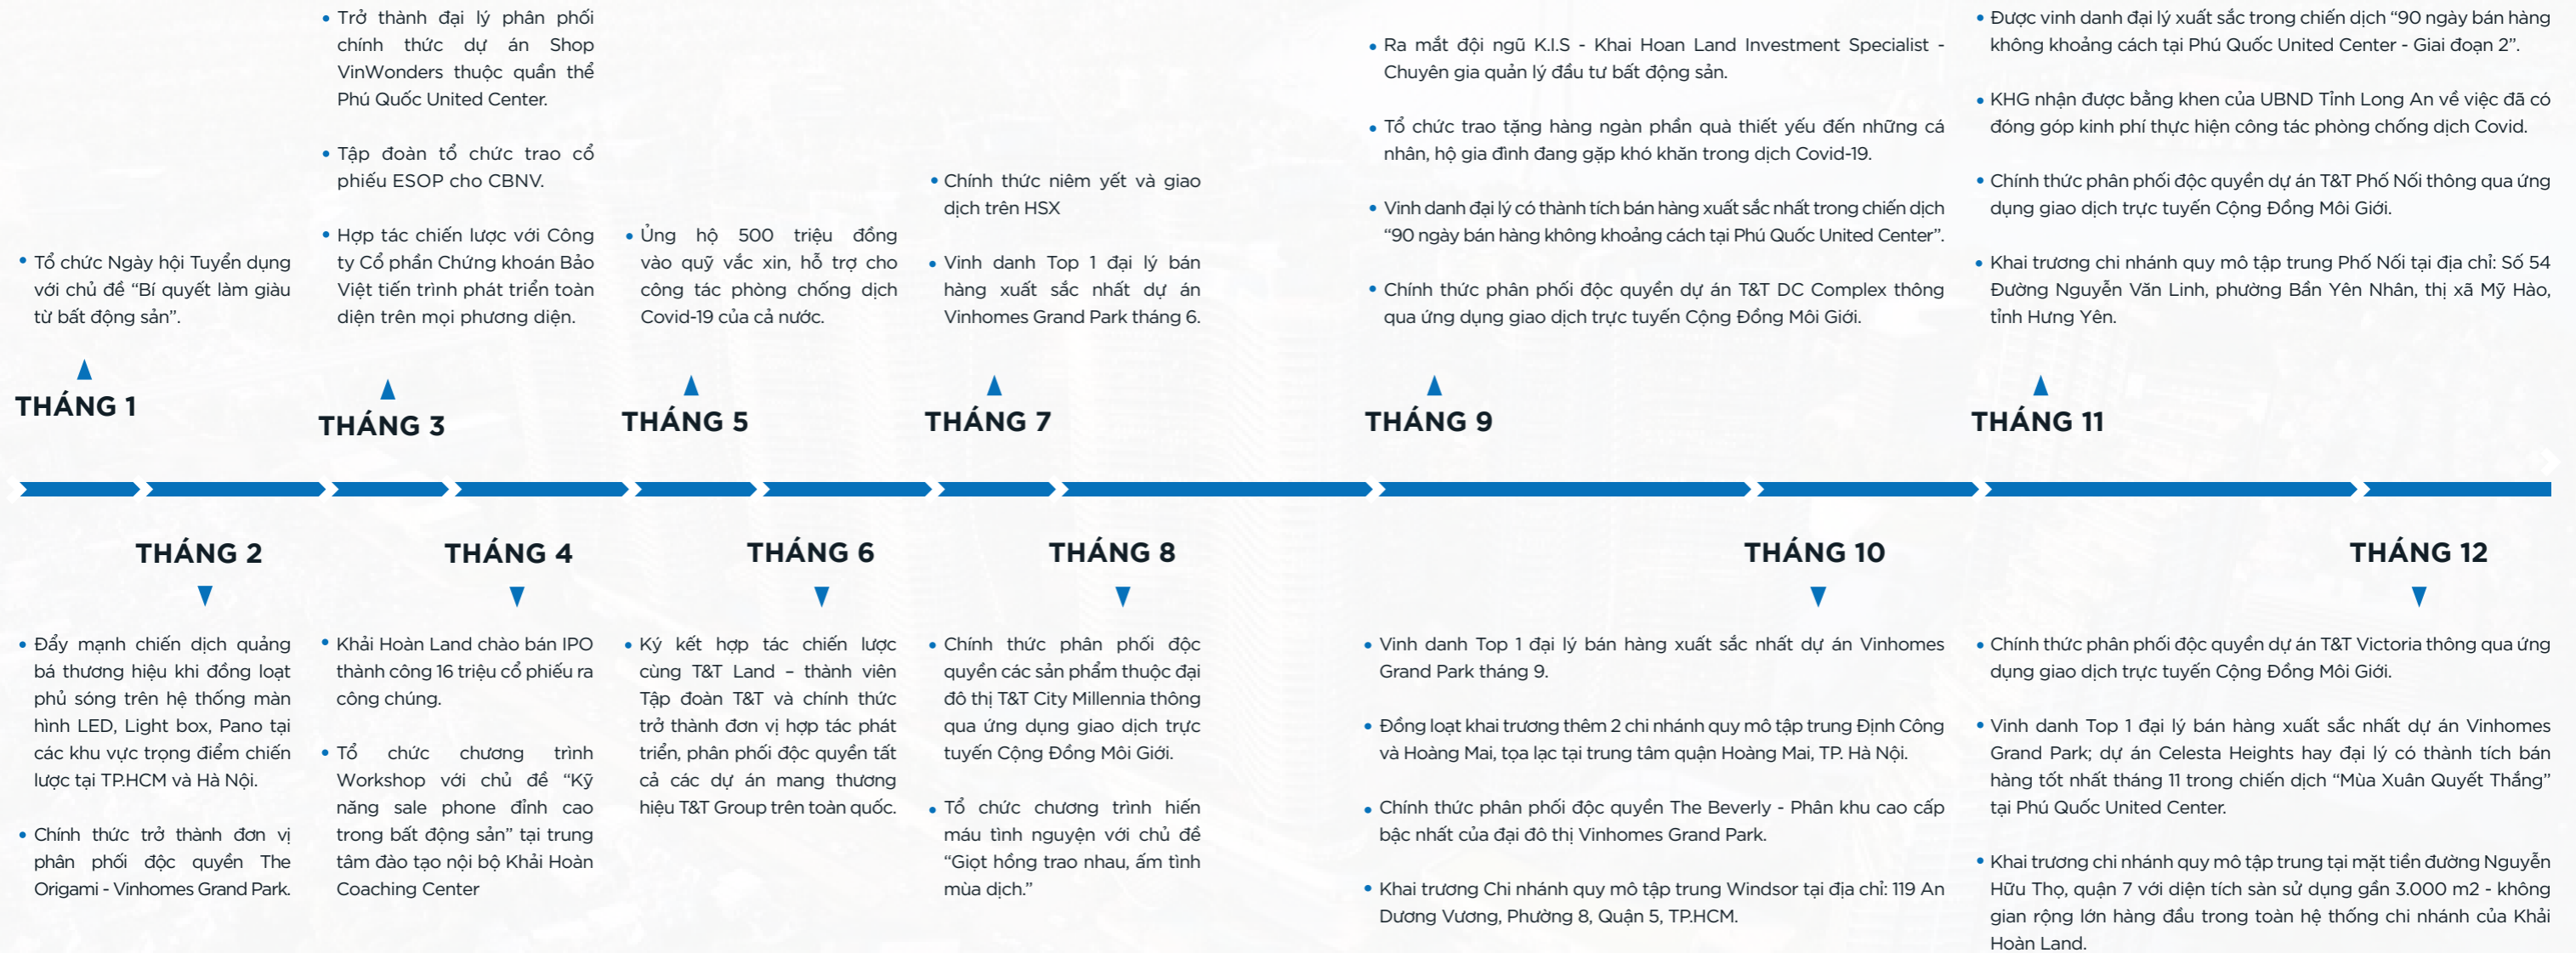 • Tổ chức Ngày hội Tuyển dụng
với chủ đề “Bí quyết làm giàu
từ bất động sản”.
THÁNG 1
• Trở thành đại lý phân phối
chính thức dự án Shop
VinWonders thuộc quần thể
Phú Quốc United Center.
• Tập đoàn tổ chức trao cổ
phiếu ESOP cho CBNV.
• Hợp tác chiến lược với Công
ty Cổ phần Chứng khoán Bảo
Việt tiến trình phát triển toàn
diện trên mọi phương diện.
THÁNG 3
• Ủng hộ 500 triệu đồng
vào quỹ vắc xin, hỗ trợ cho
công tác phòng chống dịch
Covid-19 của cả nước.
THÁNG 5
• Chính thức niêm yết và giao
dịch trên HSX
• Vinh danh Top 1 đại lý bán
hàng xuất sắc nhất dự án
Vinhomes Grand Park tháng 6.
THÁNG 7
• Ra mắt đội ngũ K.I.S - Khai Hoan Land Investment Specialist -
Chuyên gia quản lý đầu tư bất động sản.
• Tổ chức trao tặng hàng ngàn phần quà thiết yếu đến những cá
nhân, hộ gia đình đang gặp khó khăn trong dịch Covid-19.
• Vinh danh đại lý có thành tích bán hàng xuất sắc nhất trong chiến dịch
“90 ngày bán hàng không khoảng cách tại Phú Quốc United Center”.
• Chính thức phân phối độc quyền dự án T&T DC Complex thông
qua ứng dụng giao dịch trực tuyến Cộng Đồng Môi Giới.
THÁNG 9
• Được vinh danh đại lý xuất sắc trong chiến dịch “90 ngày bán hàng
không khoảng cách tại Phú Quốc United Center - Giai đoạn 2”.
• KHG nhận được bằng khen của UBND Tỉnh Long An về việc đã có
đóng góp kinh phí thực hiện công tác phòng chống dịch Covid.
• Chính thức phân phối độc quyền dự án T&T Phố Nối thông qua ứng
dụng giao dịch trực tuyến Cộng Đồng Môi Giới.
• Khai trương chi nhánh quy mô tập trung Phố Nối tại địa chỉ: Số 54
Đường Nguyễn Văn Linh, phường Bần Yên Nhân, thị xã Mỹ Hào,
tỉnh Hưng Yên.
THÁNG 11
THÁNG 2
• Đẩy mạnh chiến dịch quảng
bá thương hiệu khi đồng loạt
phủ sóng trên hệ thống màn
hình LED, Light box, Pano tại
các khu vực trọng điểm chiến
lược tại TP.HCM và Hà Nội.
• Chính thức trở thành đơn vị
phân phối độc quyền The
Origami - Vinhomes Grand Park.
THÁNG 4
• Khải Hoàn Land chào bán IPO
thành công 16 triệu cổ phiếu ra
công chúng.
• Tổ chức chương trình
Workshop với chủ đề “Kỹ
năng sale phone đỉnh cao
trong bất động sản” tại trung
tâm đào tạo nội bộ Khải Hoàn
Coaching Center
THÁNG 6
• Ký kết hợp tác chiến lược
cùng T&T Land – thành viên
Tập đoàn T&T và chính thức
trở thành đơn vị hợp tác phát
triển, phân phối độc quyền tất
cả các dự án mang thương
hiệu T&T Group trên toàn quốc.
THÁNG 8
• Chính thức phân phối độc
quyền các sản phẩm thuộc đại
đô thị T&T City Millennia thông
qua ứng dụng giao dịch trực
tuyến Cộng Đồng Môi Giới.
• Tổ chức chương trình hiến
máu tình nguyện với chủ đề
“Giọt hồng trao nhau, ấm tình
mùa dịch.”
THÁNG 10
• Vinh danh Top 1 đại lý bán hàng xuất sắc nhất dự án Vinhomes
Grand Park tháng 9.
• Đồng loạt khai trương thêm 2 chi nhánh quy mô tập trung Định Công
và Hoàng Mai, tọa lạc tại trung tâm quận Hoàng Mai, TP. Hà Nội.
• Chính thức phân phối độc quyền The Beverly - Phân khu cao cấp
bậc nhất của đại đô thị Vinhomes Grand Park.
• Khai trương Chi nhánh quy mô tập trung Windsor tại địa chỉ: 119 An
Dương Vương, Phường 8, Quận 5, TP.HCM.
THÁNG 12
• Chính thức phân phối độc quyền dự án T&T Victoria thông qua ứng
dụng giao dịch trực tuyến Cộng Đồng Môi Giới.
• Vinh danh Top 1 đại lý bán hàng xuất sắc nhất dự án Vinhomes
Grand Park; dự án Celesta Heights hay đại lý có thành tích bán
hàng tốt nhất tháng 11 trong chiến dịch “Mùa Xuân Quyết Thắng”
tại Phú Quốc United Center.
• Khai trương chi nhánh quy mô tập trung tại mặt tiền đường Nguyễn
Hữu Thọ, quận 7 với diện tích sàn sử dụng gần 3.000 m2 - không
gian rộng lớn hàng đầu trong toàn hệ thống chi nhánh của Khải
Hoàn Land.